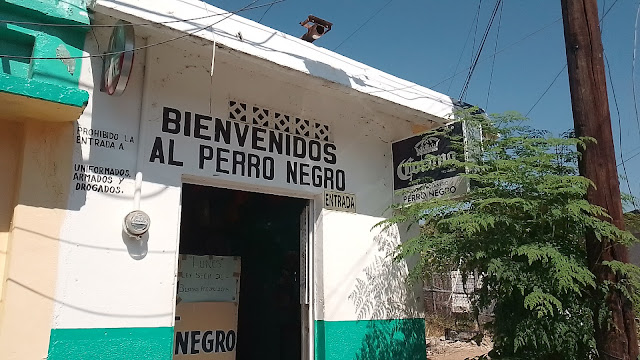 PROHIBIDO LA
ENTRADA A
UNIFORMADOS,
ARMADOS Y
DROGADOS.
BIENVENIDOS
AL PERRO NEGRO
ENTRADA
Corona
PERRO NEGRO
NEGRO